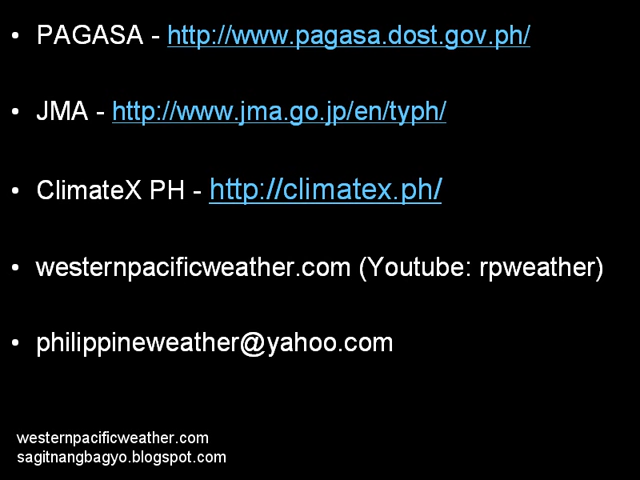 • PAGASA - http://www.pagasa.dost.gov.ph/
• JMA - http://www.jma.go.jp/en/typh/
• ClimateX PH - http://climatex.ph/
• westernpacificweather.com (Youtube: rpweather)
• philippineweather@yahoo.com
westernpacificweather.com
sagitnangbagyo.blogspot.com